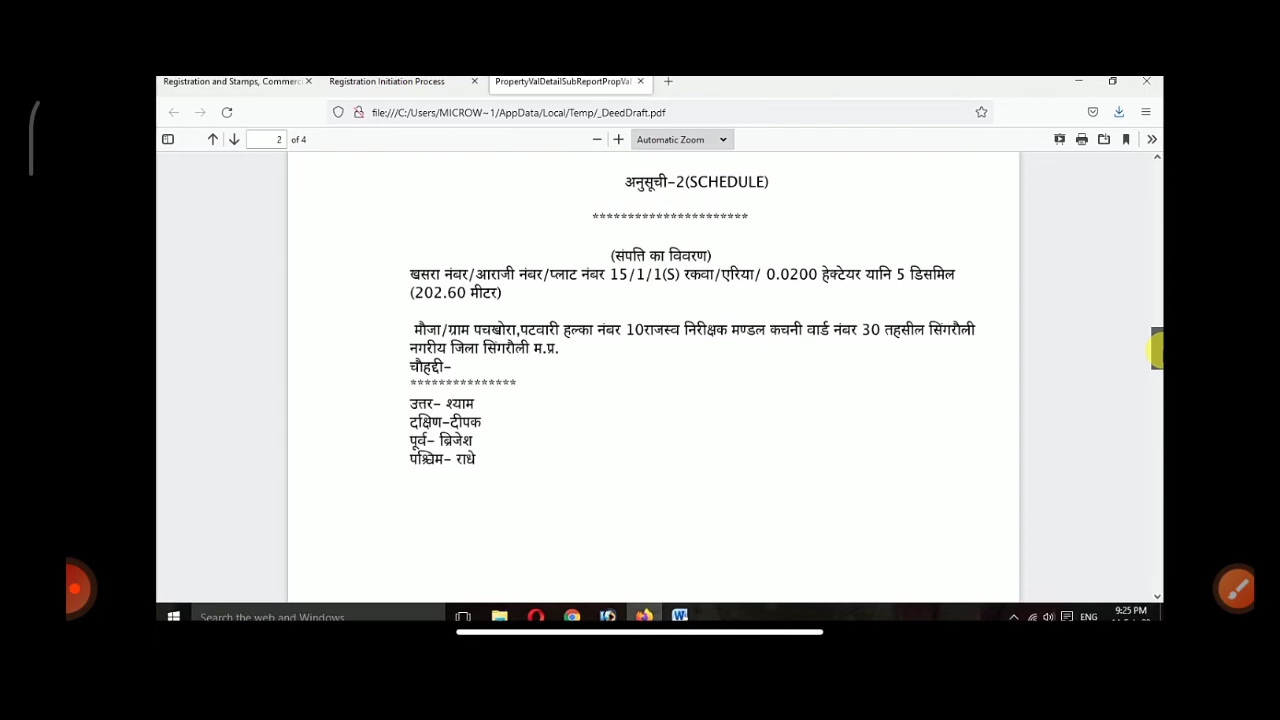 Registration and Stamps, Commerci
Registration Initiation Process
PropertyValDetailSubReportPropVal
file:///C:/Users/MICROW~1/AppData/Local/Temp/_DeedDraft.pdf
2 of 4
Automatic Zoom
अनुसूची-2(SCHEDULE)
**********************
(संपत्ति का विवरण)
खसरा नंबर/आराजी नंबर/प्लाट नंबर 15/1/1(S) रकवा/एरिया/ 0.0200 हेक्टेयर यानि 5 डिसमिल
(202.60 मीटर)
मौजा/ग्राम पचखोरा,पटवारी हल्का नंबर 10राजस्व निरीक्षक मण्डल कचनी वार्ड नंबर 30 तहसील सिंगरौली
नगरीय जिला सिंगरौली म.प्र.
चौहद्दी-
***************
उत्तर- श्याम
दक्षिण-दीपक
पूर्व- ब्रिजेश
पश्चिम- राधे
Search the web and Windows
ENG
9:25 PM